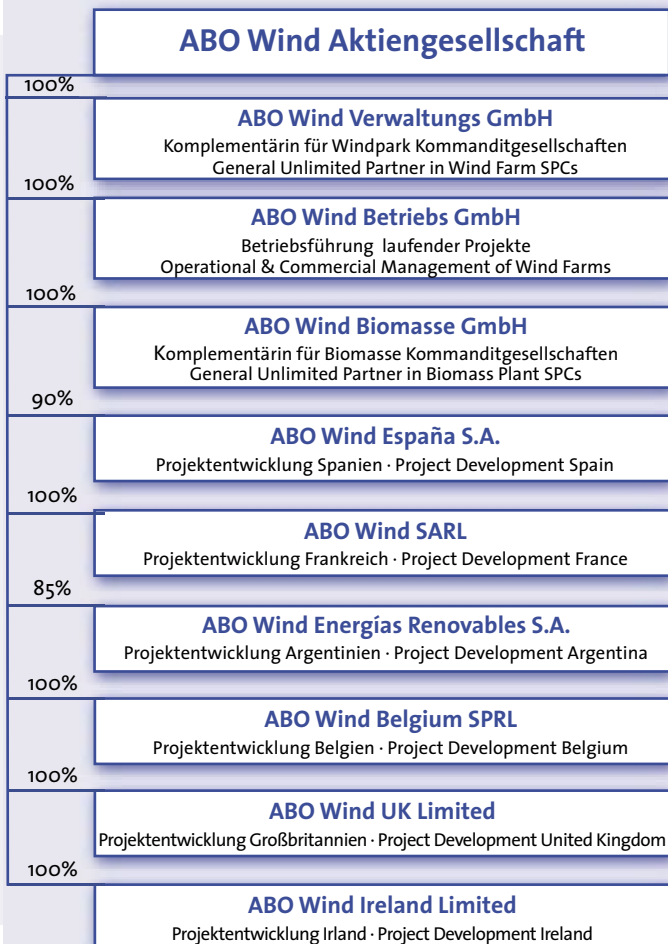 ABO Wind Aktiengesellschaft
100%
ABO Wind Verwaltungs GmbH
Komplementärin für Windpark Kommanditgesellschaften
General Unlimited Partner in Wind Farm SPCs
100%
ABO Wind Betriebs GmbH
Betriebsführung laufender Projekte
Operational & Commercial Management of Wind Farms
100%
ABO Wind Biomasse GmbH
Komplementärin für Biomasse Kommanditgesellschaften
General Unlimited Partner in Biomass Plant SPCs
90%
ABO Wind España S.A.
Projektentwicklung Spanien · Project Development Spain
100%
ABO Wind SARL
Projektentwicklung Frankreich · Project Development France
85%
ABO Wind Energías Renovables S.A.
Projektentwicklung Argentinien · Project Development Argentina
100%
ABO Wind Belgium SPRL
Projektentwicklung Belgien · Project Development Belgium
100%
ABO Wind UK Limited
Projektentwicklung Großbritannien · Project Development United Kingdom
100%
ABO Wind Ireland Limited
Projektentwicklung Irland · Project Development Ireland